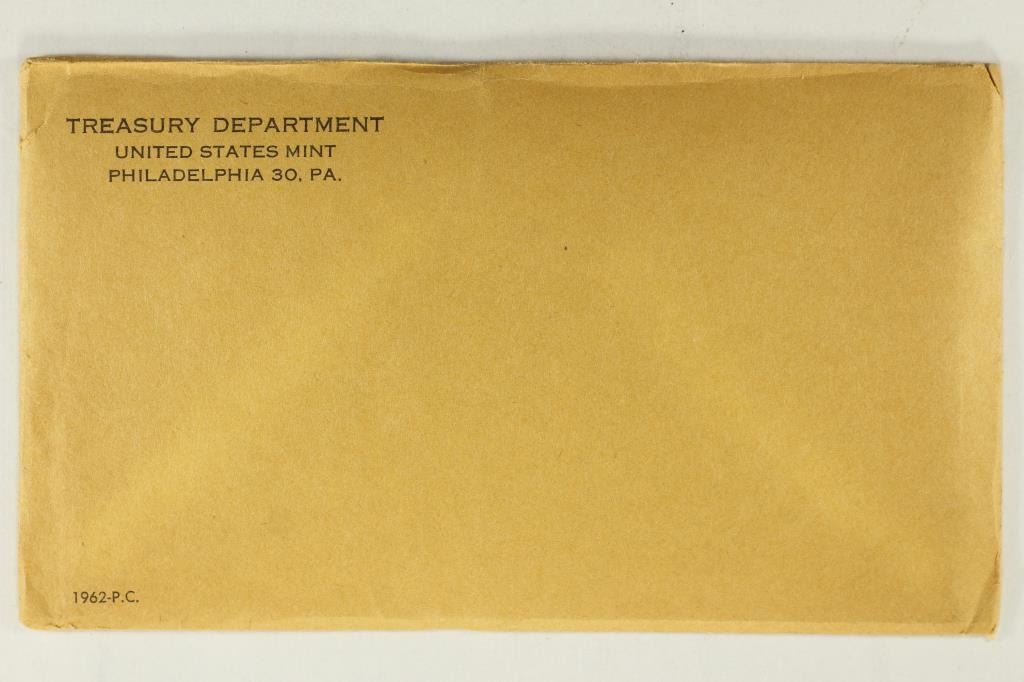 TREASURY DEPARTMENT
UNITED STATES MINT
PHILADELPHIA 30, PA.
1962-P.C.